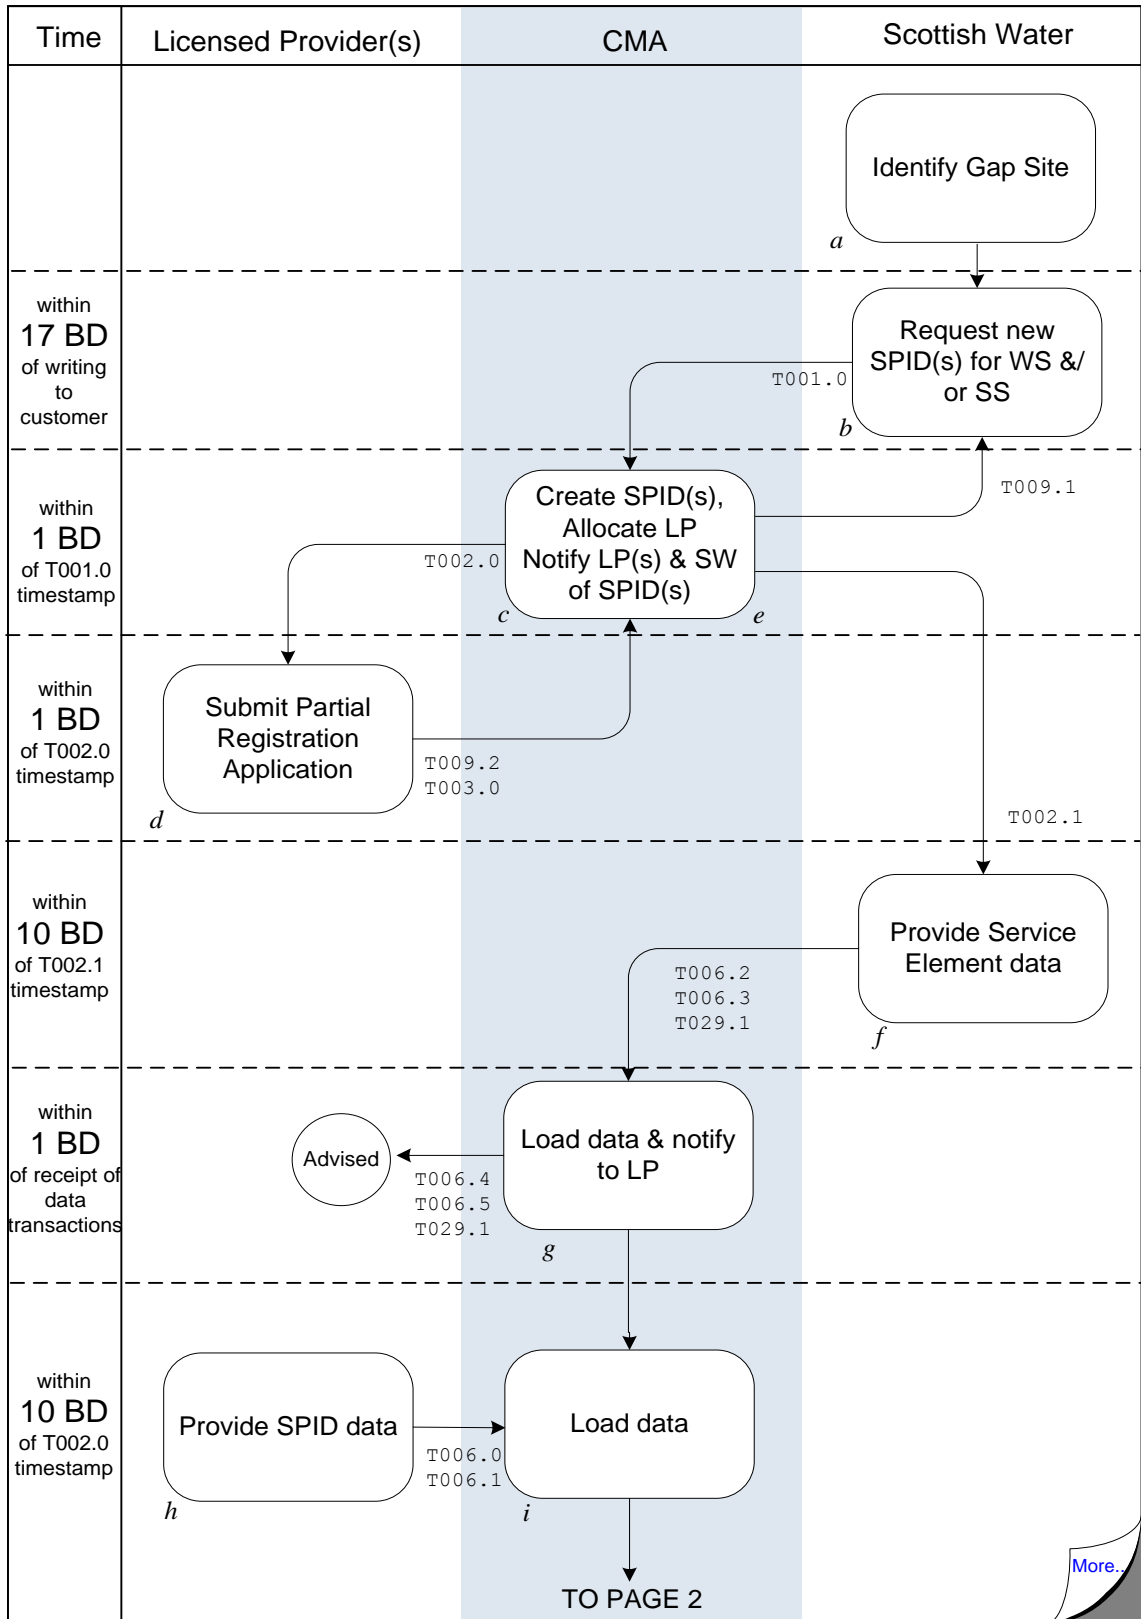 Time
Licensed Provider(s)
CMA
Scottish Water
Identify Gap Site
a
within
17 BD
of writing
to
customer
Request new
SPID(s) for WS &/
or SS
T001.0
b
within
1 BD
of T001.0
timestamp
Create SPID(s),
Allocate LP
Notify LP(s) & SW
of SPID(s)
T009.1
T002.0
c
e
within
1 BD
of T002.0
timestamp
Submit Partial
Registration
Application
T009.2
T003.0
d
T002.1
within
10 BD
of T002.1
timestamp
Provide Service
Element data
T006.2
T006.3
T029.1
f
within
1 BD
of receipt of
data
transactions
Advised
Load data & notify
to LP
T006.4
T006.5
T029.1
g
within
10 BD
of T002.0
timestamp
Provide SPID data
Load data
T006.0
T006.1
h
i
More..
TO PAGE 2